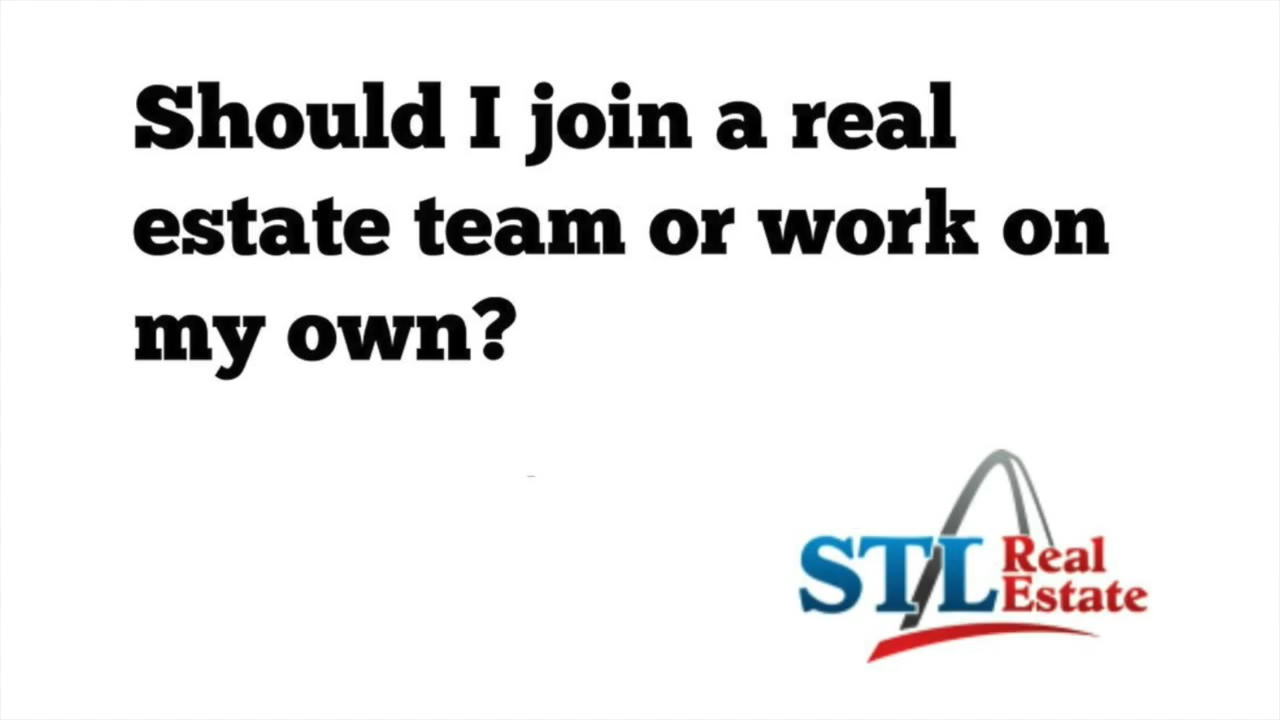 Should I join a real
estate team or work on
my own?
STL Real
Estate